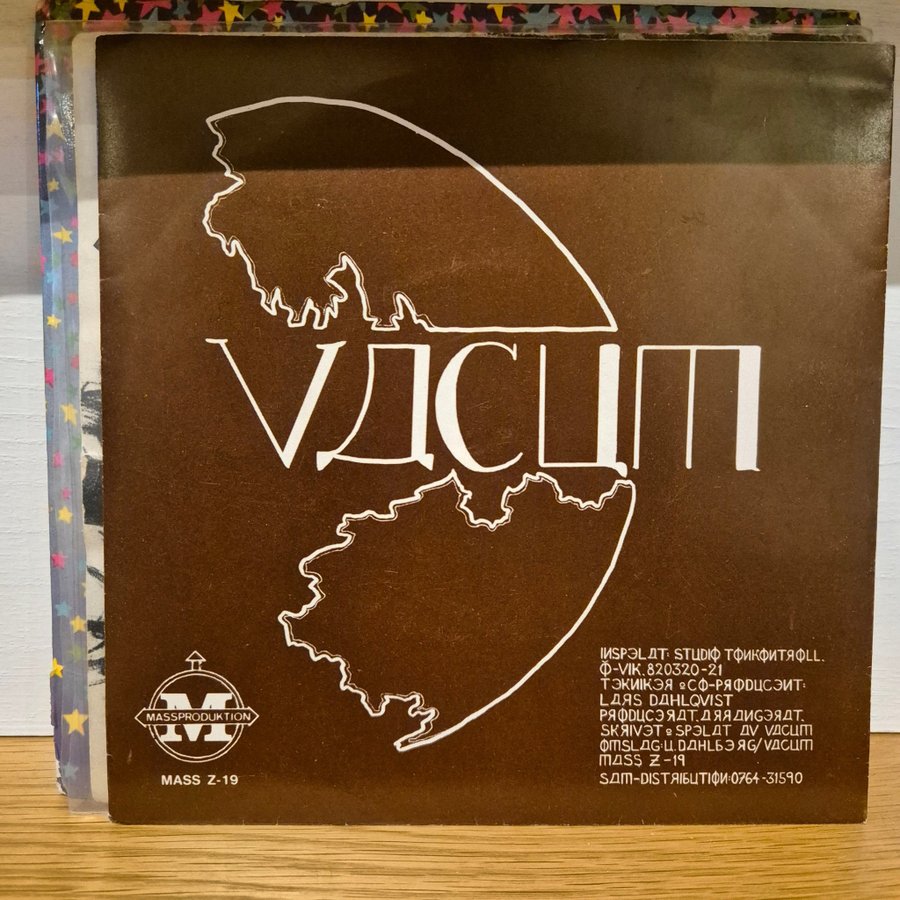 VACUM
INSPELAT: STUDIO TONKONTROLL.
Ö-VIK. 820320-21
TEKNIKER & CO-PRODUCENT:
LARS DAHLQVIST
PRODUCERAT, ARRANGERAT,
SKRIVET & SPELAT AV VACUM
OMSLAG: U. DAHLBERG/VACUM
MASS Z-19
SAM-DISTRIBUTION: 0764-31590
M
MASSPRODUKTION
MASS Z-19